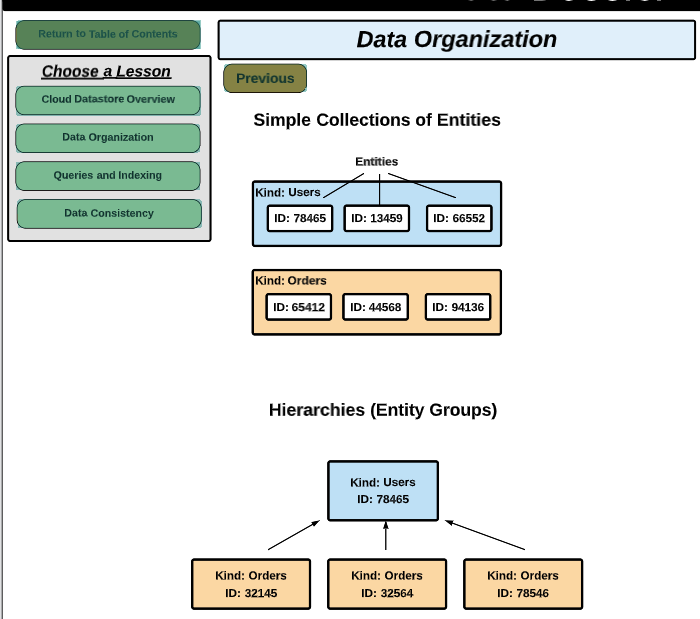 Return to Table of Contents
Data Organization
Choose a Lesson
Previous
Cloud Datastore Overview
Data Organization
Queries and Indexing
Data Consistency
Simple Collections of Entities
Entities
Kind: Users
ID: 78465
ID: 13459
ID: 66552
Kind: Orders
ID: 65412
ID: 44568
ID: 94136
Hierarchies (Entity Groups)
Kind: Users
ID: 78465
Kind: Orders
ID: 32145
Kind: Orders
ID: 32564
Kind: Orders
ID: 78546